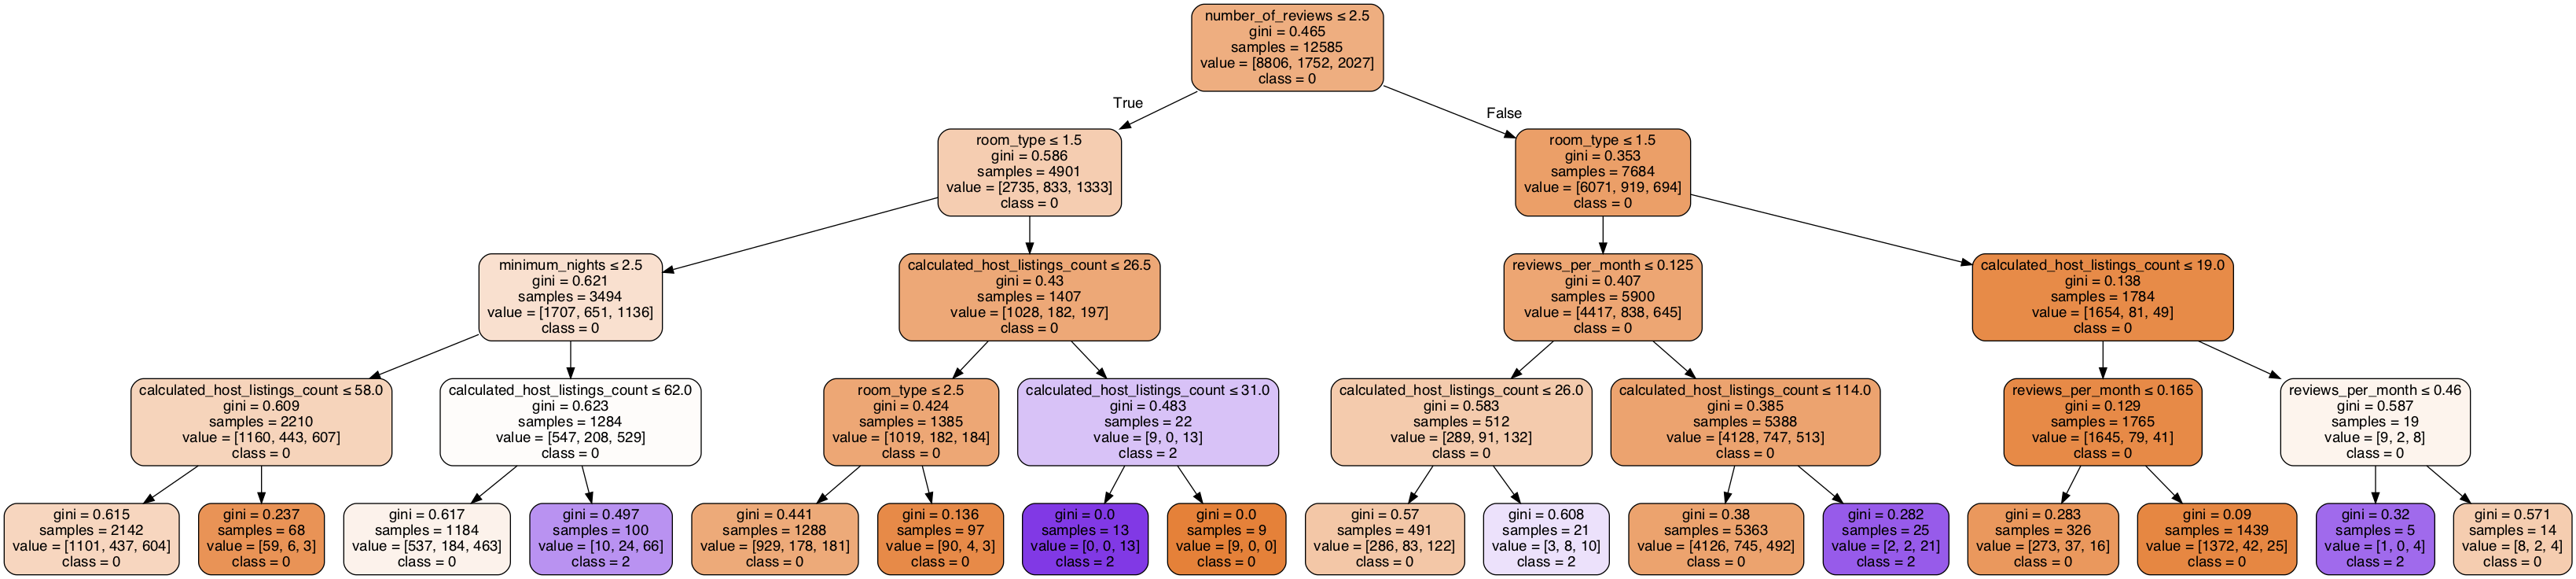 number_of_reviews ≤ 2.5
gini = 0.465
samples = 12585
value = [8806, 1752, 2027]
class = 0
True
False
room_type ≤ 1.5
gini = 0.586
samples = 4901
value = [2735, 833, 1333]
class = 0
room_type ≤ 1.5
gini = 0.353
samples = 7684
value = [6071, 919, 694]
class = 0
minimum_nights ≤ 2.5
gini = 0.621
samples = 3494
value = [1707, 651, 1136]
class = 0
calculated_host_listings_count ≤ 26.5
gini = 0.43
samples = 1407
value = [1028, 182, 197]
class = 0
reviews_per_month ≤ 0.125
gini = 0.407
samples = 5900
value = [4417, 838, 645]
class = 0
calculated_host_listings_count ≤ 19.0
gini = 0.138
samples = 1784
value = [1654, 81, 49]
class = 0
calculated_host_listings_count ≤ 58.0
gini = 0.609
samples = 2210
value = [1160, 443, 607]
class = 0
calculated_host_listings_count ≤ 62.0
gini = 0.623
samples = 1284
value = [547, 208, 529]
class = 0
room_type ≤ 2.5
gini = 0.424
samples = 1385
value = [1019, 182, 184]
class = 0
calculated_host_listings_count ≤ 31.0
gini = 0.483
samples = 22
value = [9, 0, 13]
class = 2
calculated_host_listings_count ≤ 26.0
gini = 0.583
samples = 512
value = [289, 91, 132]
class = 0
calculated_host_listings_count ≤ 114.0
gini = 0.385
samples = 5388
value = [4128, 747, 513]
class = 0
reviews_per_month ≤ 0.165
gini = 0.129
samples = 1765
value = [1645, 79, 41]
class = 0
reviews_per_month ≤ 0.46
gini = 0.587
samples = 19
value = [9, 2, 8]
class = 0
gini = 0.615
samples = 2142
value = [1101, 437, 604]
class = 0
gini = 0.237
samples = 68
value = [59, 6, 3]
class = 0
gini = 0.617
samples = 1184
value = [537, 184, 463]
class = 0
gini = 0.497
samples = 100
value = [10, 24, 66]
class = 2
gini = 0.441
samples = 1288
value = [929, 178, 181]
class = 0
gini = 0.136
samples = 97
value = [90, 4, 3]
class = 0
gini = 0.0
samples = 13
value = [0, 0, 13]
class = 2
gini = 0.0
samples = 9
value = [9, 0, 0]
class = 0
gini = 0.57
samples = 491
value = [286, 83, 122]
class = 0
gini = 0.608
samples = 21
value = [3, 8, 10]
class = 2
gini = 0.38
samples = 5363
value = [4126, 745, 492]
class = 0
gini = 0.282
samples = 25
value = [2, 2, 21]
class = 2
gini = 0.283
samples = 326
value = [273, 37, 16]
class = 0
gini = 0.09
samples = 1439
value = [1372, 42, 25]
class = 0
gini = 0.32
samples = 5
value = [1, 0, 4]
class = 2
gini = 0.571
samples = 14
value = [8, 2, 4]
class = 0